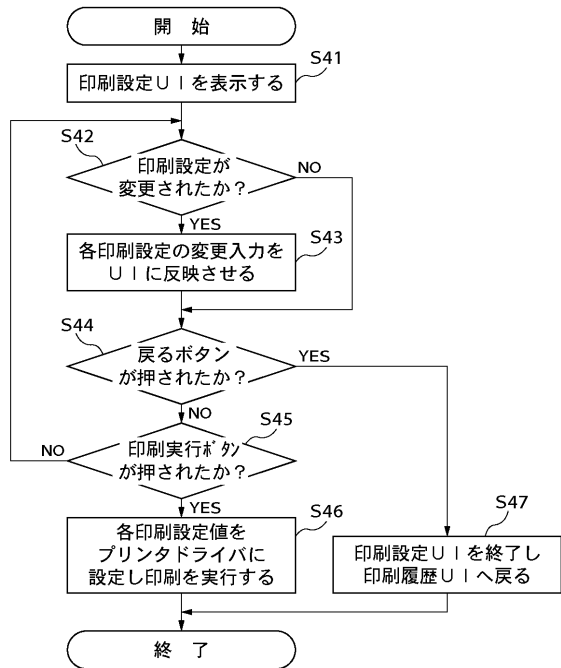 開　始
S41
印刷設定ＵＩを表示する
S42
印刷設定が
変更されたか？
NO
YES
S43
各印刷設定の変更入力を
ＵＩに反映させる
S44
戻るボタン
が押されたか？
YES
NO
S45
印刷実行ﾎﾞﾀﾝ
が押されたか？
NO
YES
S46
各印刷設定値を
プリンタドライバに
設定し印刷を実行する
S47
印刷設定ＵＩを終了し
印刷履歴ＵＩへ戻る
終　了